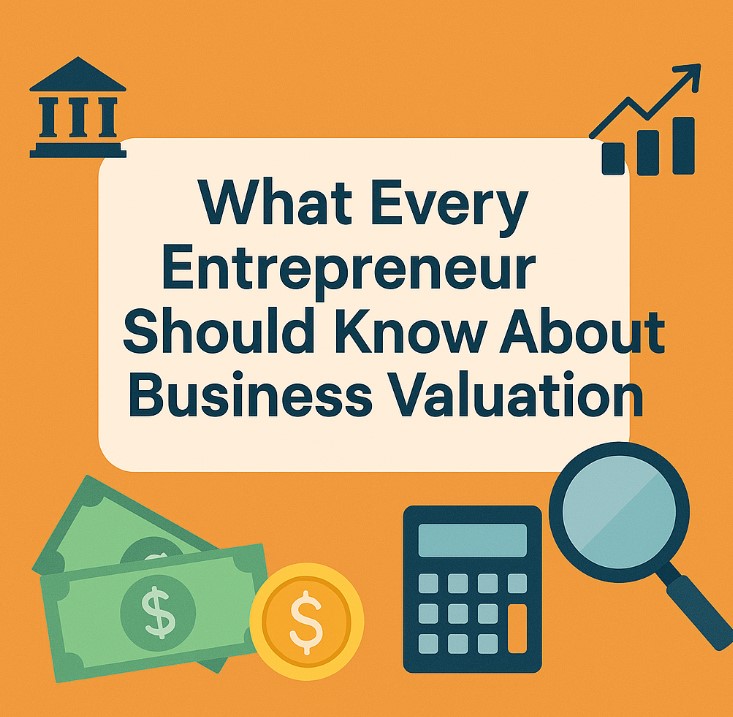 What Every
Entrepreneur
Should Know About
Business Valuation
$
$
$